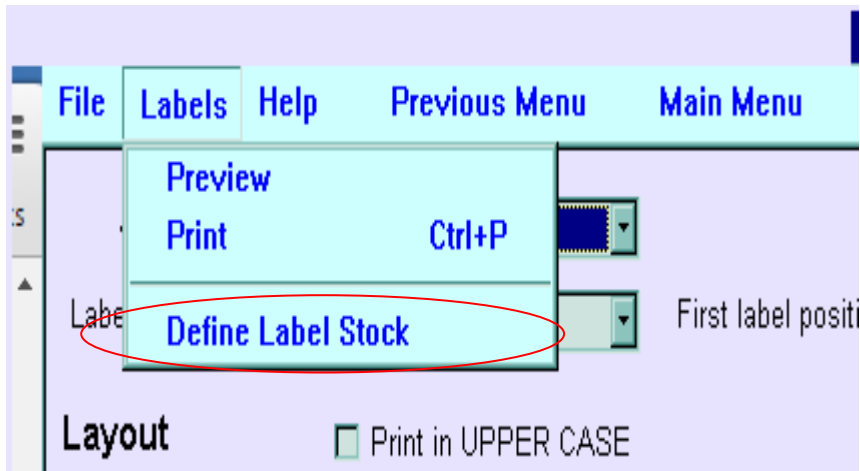 File Labels Help Previous Menu Main Menu
Preview
Print Ctrl+P
Define Label Stock
First label positi
Layout
Print in UPPER CASE